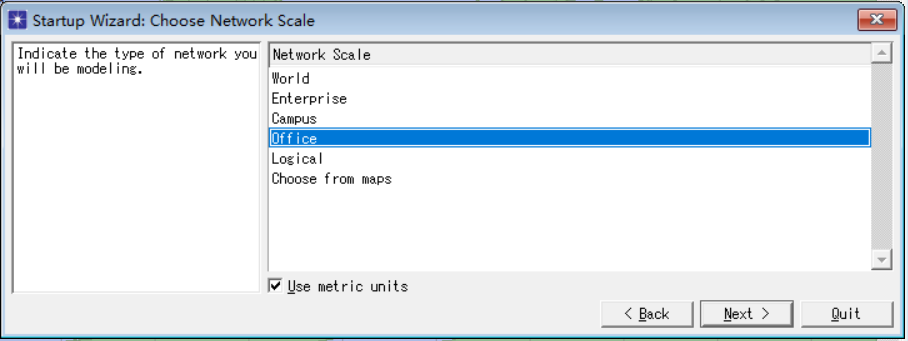 Startup Wizard: Choose Network Scale
Indicate the type of network you
will be modeling.
Network Scale
World
Enterprise
Campus
Office
Logical
Choose from maps
Use metric units
< Back
Next >
Quit